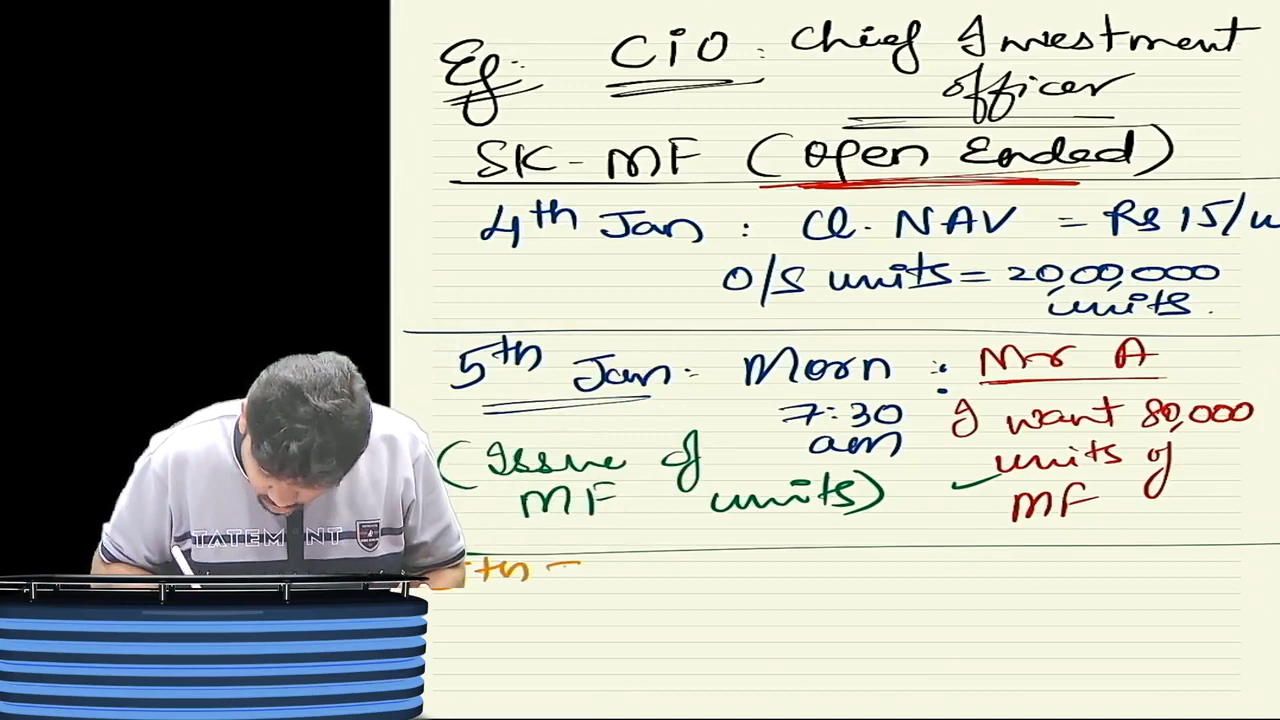 Eg:- CiO : Chief Investment
officer
SK-MF (open Ended)
4th Jan : Cl. NAV = Rs 15/u
O/S units = 20,00,000
units.
5th Jan: Morn : Mr A
7:30 I want 80,000
am
(Issue of units of
MF units) MF
TATEMENT
th